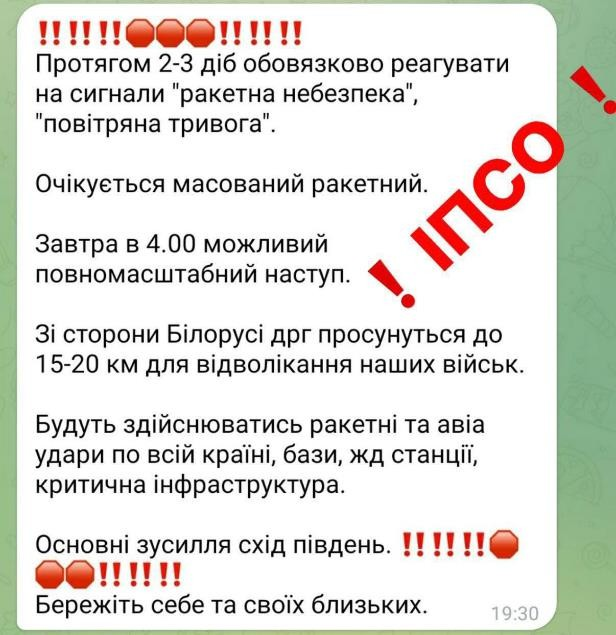 ‼️‼️‼️🛑🛑🛑‼️‼️‼️
Протягом 2-3 діб обовязково реагувати
на сигнали "ракетна небезпека",
"повітряна тривога".
Очікується масований ракетний.
Завтра в 4.00 можливий
повномасштабний наступ.
Зі сторони Білорусі дрг просунуться до
15-20 км для відволікання наших військ.
Будуть здійснюватись ракетні та авіа
удари по всій країні, бази, жд станції,
критична інфраструктура.
Основні зусилля схід південь. ‼️‼️‼️🛑
🛑🛑‼️‼️‼️
Бережіть себе та своїх близьких.
19:30
! ІПСО !